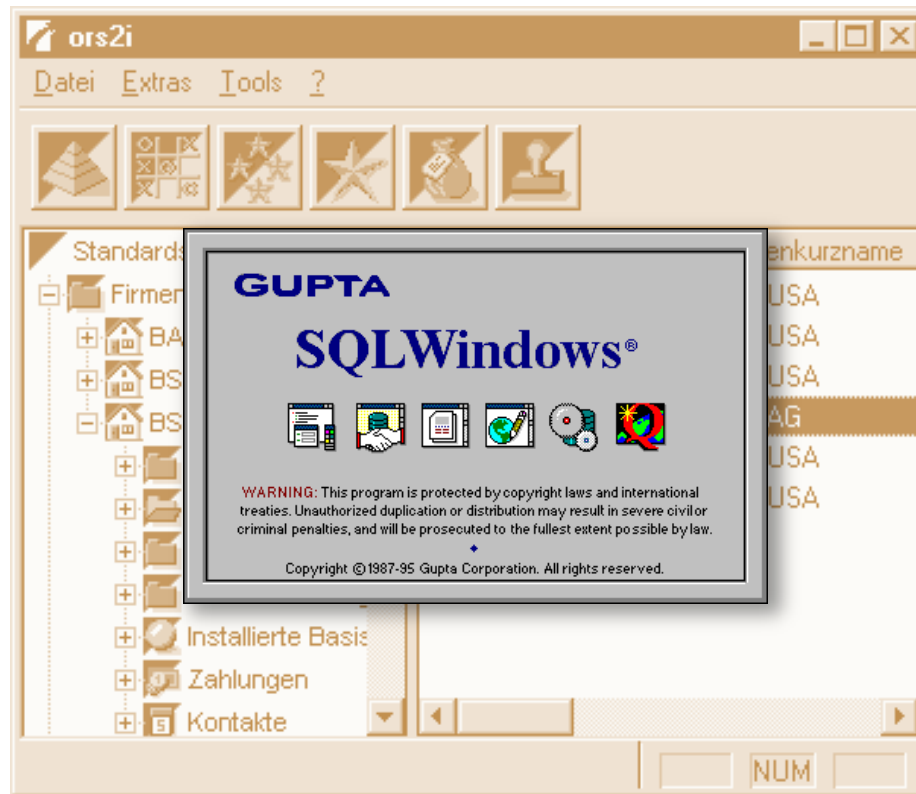 ors2i
Datei Extras Tools ?
enkurzname
Firmen
USA
BA
USA
BS
USA
BS
AG
USA
USA
GUPTA
SQLWindows®
WARNING: This program is protected by copyright laws and international
treaties. Unauthorized duplication or distribution may result in severe civil or
criminal penalties, and will be prosecuted to the fullest extent possible by law.
Copyright ©1987-95 Gupta Corporation. All rights reserved.
Installierte Basis
Zahlungen
Kontakte
NUM